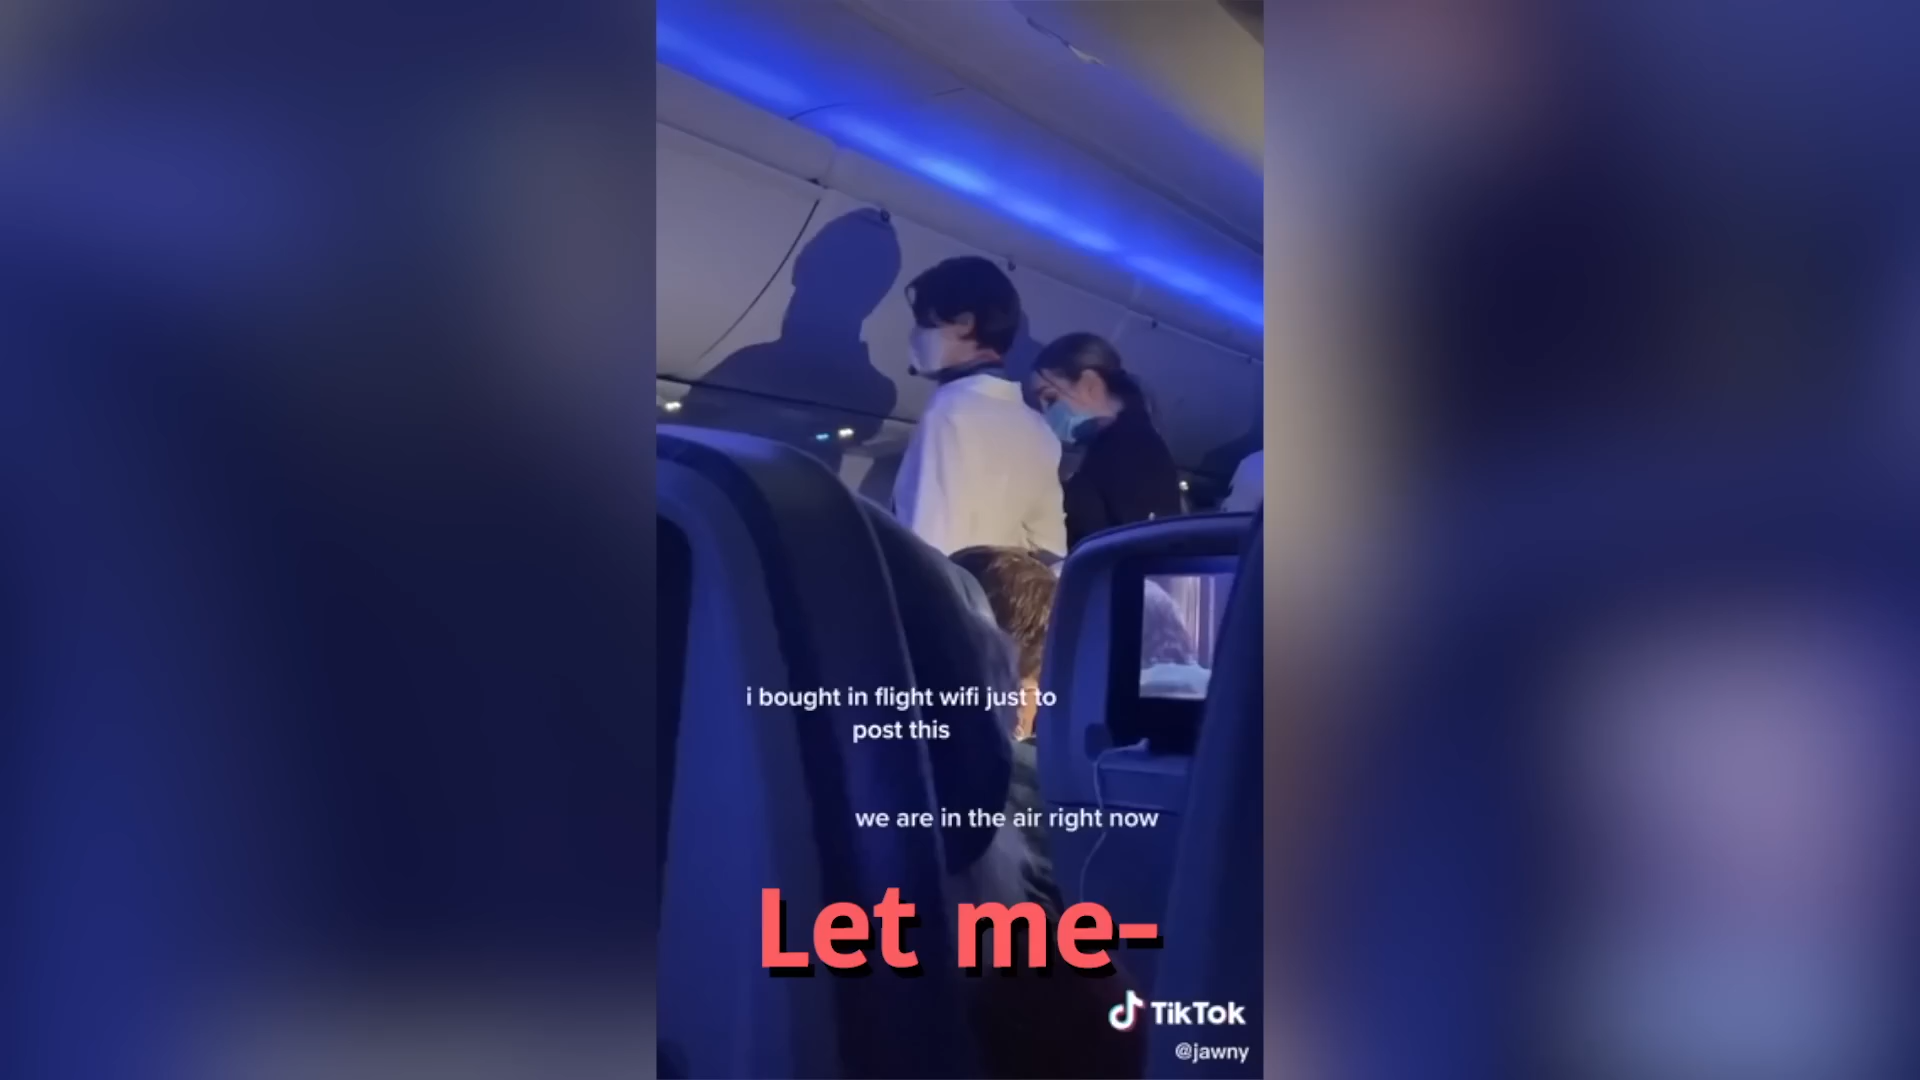 i bought in flight wifi just to
post this
we are in the air right now
Let me-
TikTok
@jawny